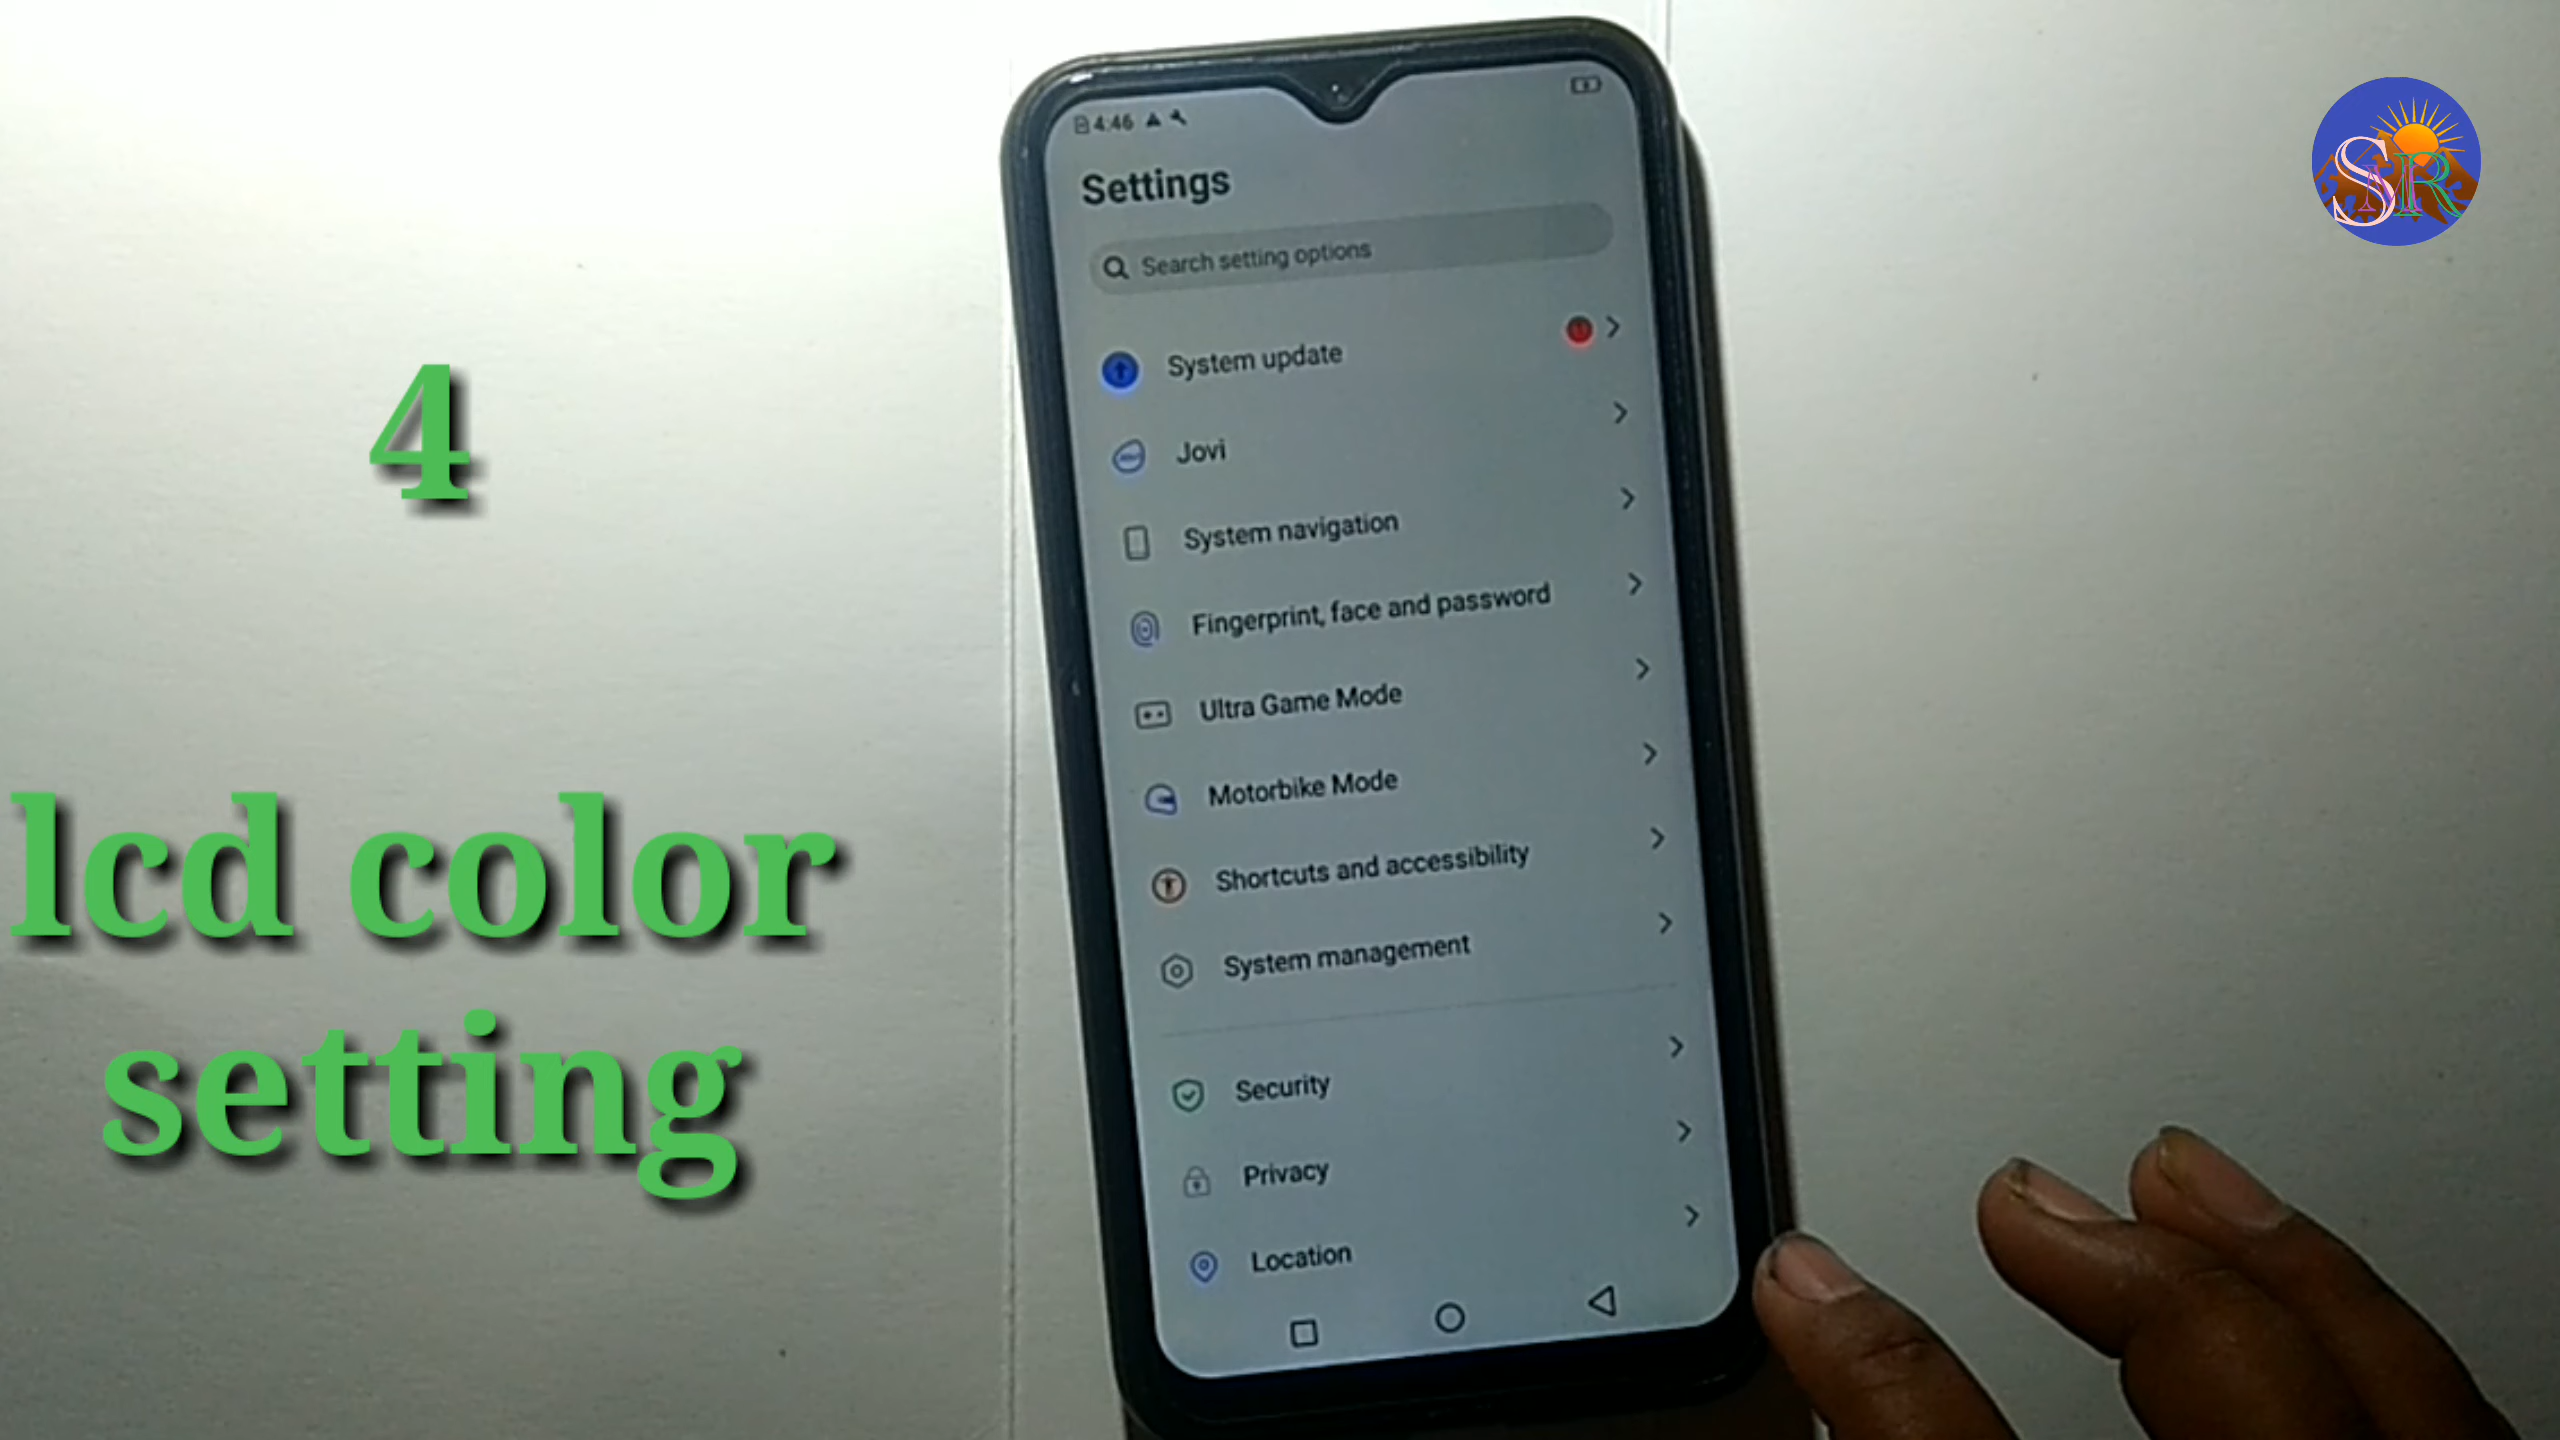 4
lcd color
setting
4:46
Settings
Search setting options
System update
Jovi
System navigation
Fingerprint, face and password
Ultra Game Mode
Motorbike Mode
Shortcuts and accessibility
System management
Security
Privacy
Location